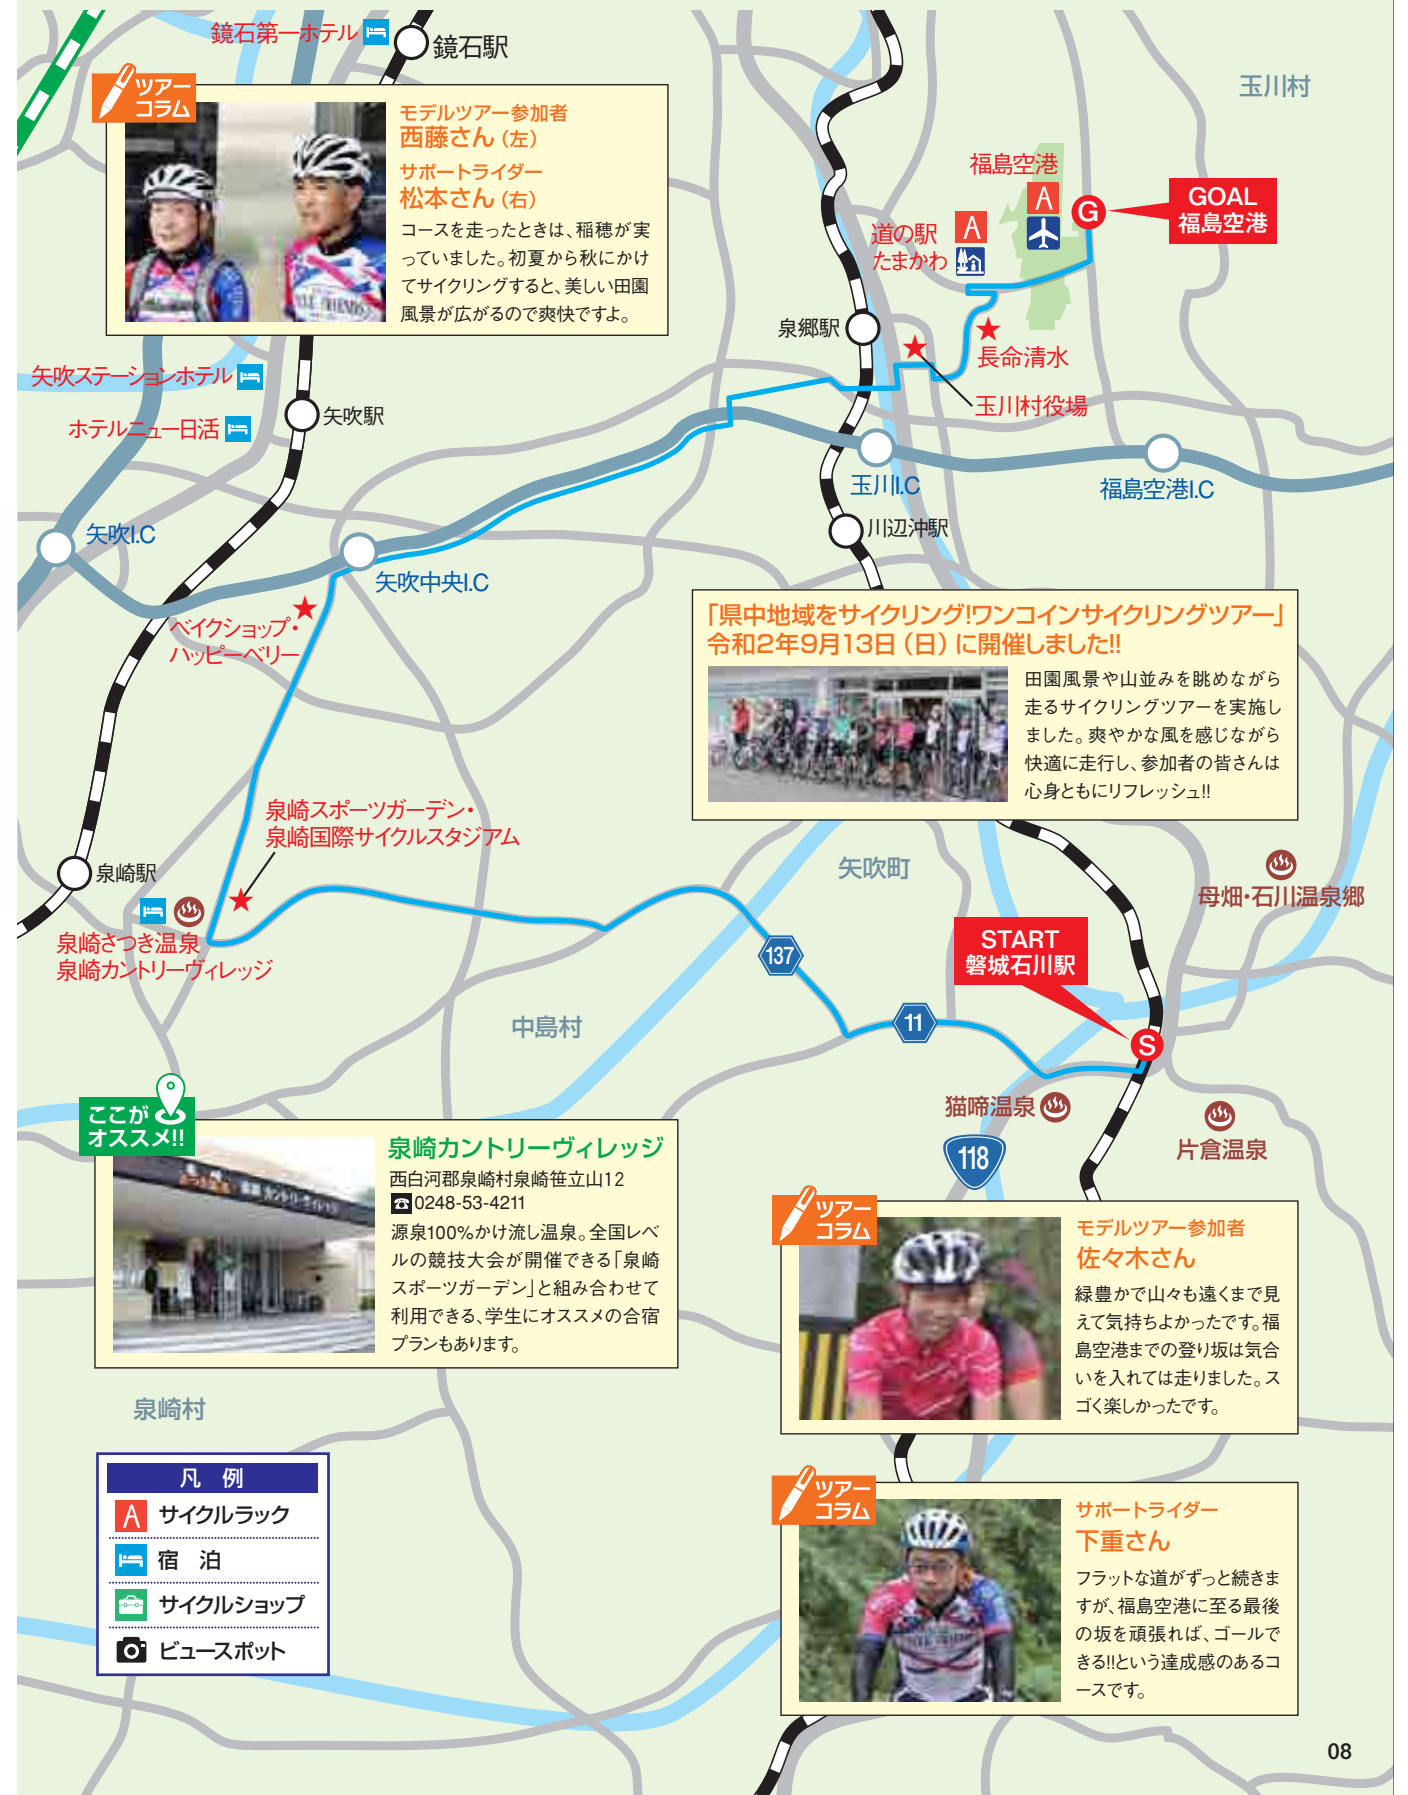 鏡石第一ホテル
鏡石駅
玉川村
ツアー
コラム
モデルツアー参加者
西藤さん（左）
サポートライダー
松本さん（右）
コースを走ったときは、稲穂が実
っていました。初夏から秋にかけ
てサイクリングすると、美しい田園
風景が広がるので爽快ですよ。
福島空港
A
G
GOAL
福島空港
道の駅
たまかわ
A
泉郷駅
長命清水
玉川村役場
矢吹ステーションホテル
ホテルニュー日活
矢吹駅
玉川I.C
福島空港I.C
川辺沖駅
矢吹I.C
矢吹中央I.C
ベイクショップ・
ハッピーベリー
「県中地域をサイクリング!ワンコインサイクリングツアー」
令和2年9月13日（日）に開催しました!!
田園風景や山並みを眺めながら
走るサイクリングツアーを実施し
ました。爽やかな風を感じながら
快適に走行し、参加者の皆さんは
心身ともにリフレッシュ!!
泉崎スポーツガーデン・
泉崎国際サイクルスタジアム
泉崎駅
矢吹町
母畑・石川温泉郷
泉崎さつき温泉
泉崎カントリーヴィレッジ
137
START
磐城石川駅
11
S
中島村
猫啼温泉
片倉温泉
118
ここが
オススメ!!
泉崎カントリーヴィレッジ
西白河郡泉崎村泉崎笹立山12
0248-53-4211
源泉100%かけ流し温泉。全国レベ
ルの競技大会が開催できる「泉崎
スポーツガーデン」と組み合わせて
利用できる、学生にオススメの合宿
プランもあります。
ツアー
コラム
モデルツアー参加者
佐々木さん
緑豊かで山々も遠くまで見
えて気持ちよかったです。福
島空港までの登り坂は気合
いを入れては走りました。ス
ゴく楽しかったです。
泉崎村
凡 例
A サイクルラック
宿 泊
サイクルショップ
ビュースポット
ツアー
コラム
サポートライダー
下重さん
フラットな道がずっと続きま
すが、福島空港に至る最後
の坂を頑張れば、ゴールで
きる!!という達成感のあるコ
ースです。
08